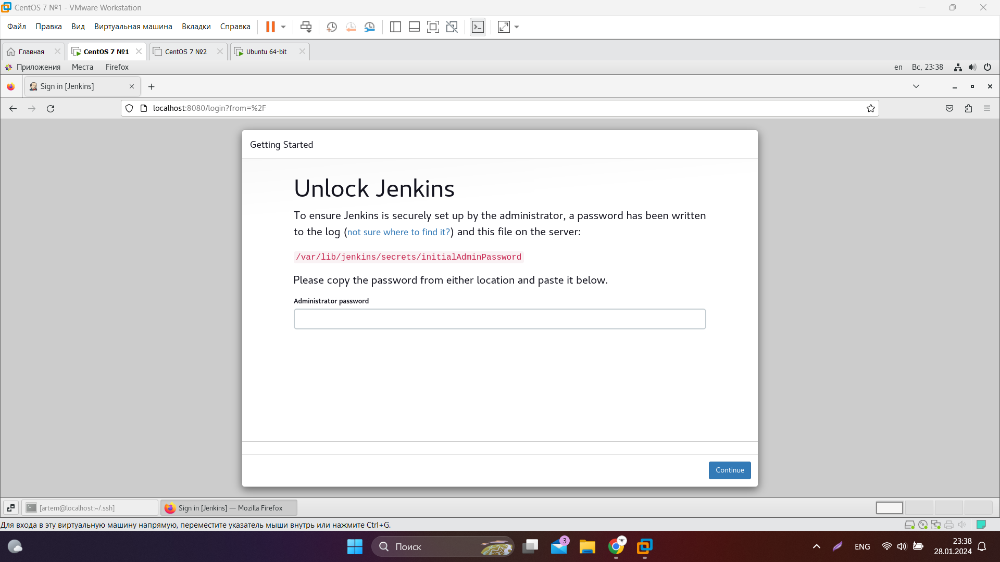 CentOS 7 №1 - VMware Workstation
Файл Правка Вид Виртуальная машина Вкладки Справка
Главная CentOS 7 №1 CentOS 7 №2 Ubuntu 64-bit
Приложения Места Firefox en Вс, 23:38
Sign in [Jenkins]
localhost:8080/login?from=%2F
Getting Started
Unlock Jenkins
To ensure Jenkins is securely set up by the administrator, a password has been written
to the log (not sure where to find it?) and this file on the server:
/var/lib/jenkins/secrets/initialAdminPassword
Please copy the password from either location and paste it below.
Administrator password
Continue
[artem@localhost:~/.ssh] Sign in [Jenkins] — Mozilla Firefox
Для входа в эту виртуальную машину напрямую, переместите указатель мыши внутрь или нажмите Ctrl+G.
Поиск 3 ENG 23:38
28.01.2024